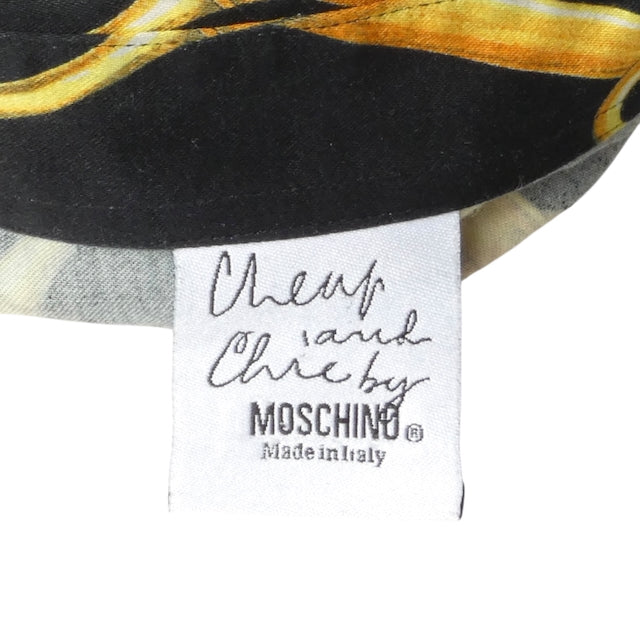 Cheap
and
Chic by
MOSCHINO®
Made in Italy